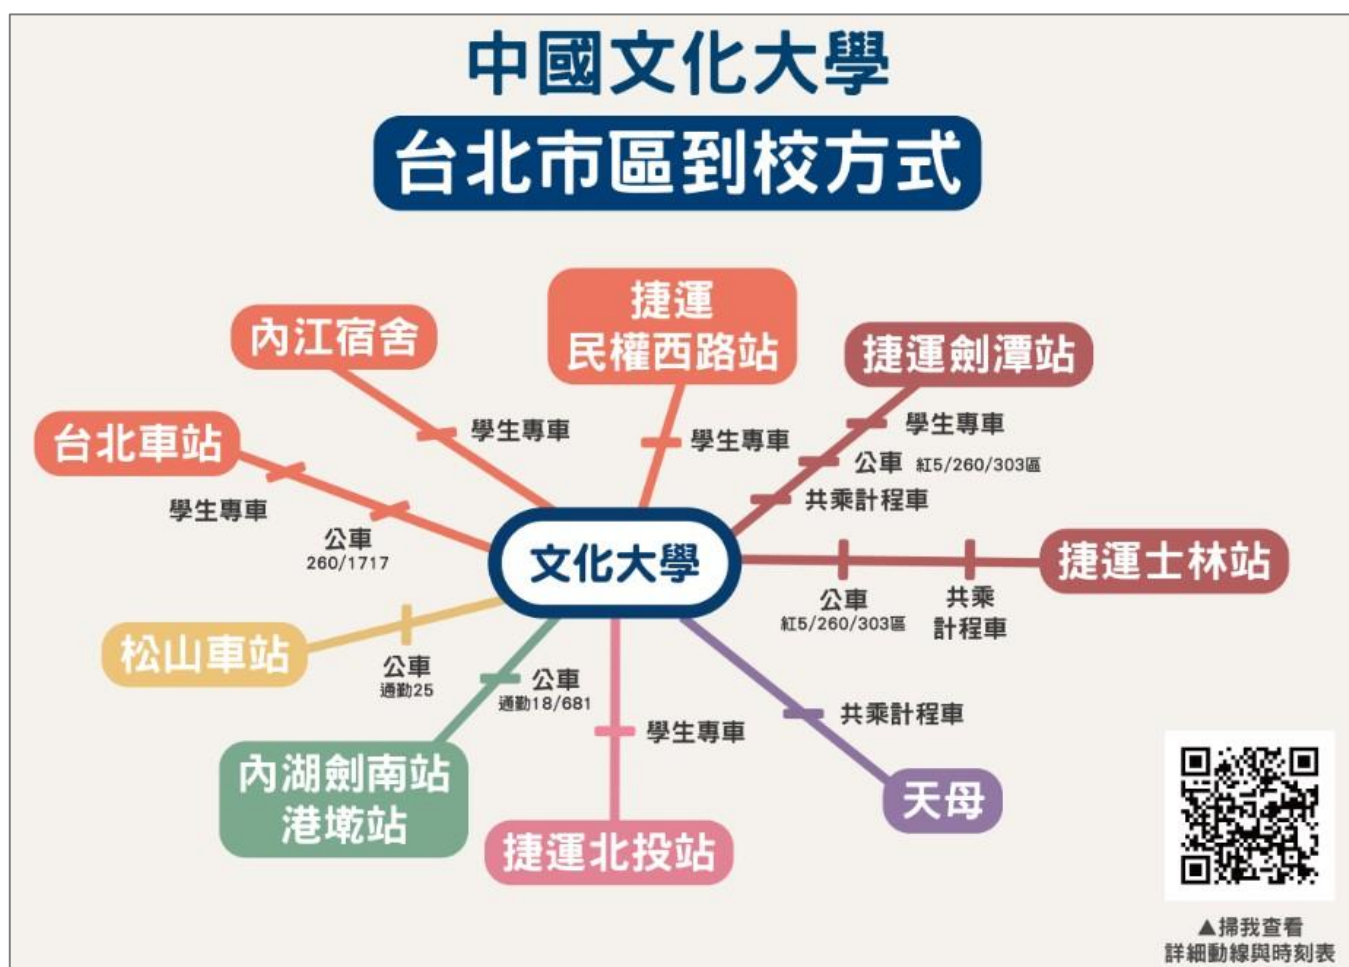 中國文化大學
台北市區到校方式
捷運
民權西路站
內江宿舍
捷運劍潭站
學生專車
學生專車
學生專車
公車 紅5/260/303區
共乘計程車
台北車站
學生專車
公車
260/1717
文化大學
捷運士林站
公車
紅5/260/303區
共乘
計程車
松山車站
公車
通勤25
公車
通勤18/681
內湖劍南站
港墘站
學生專車
捷運北投站
共乘計程車
天母
▲掃我查看
詳細動線與時刻表